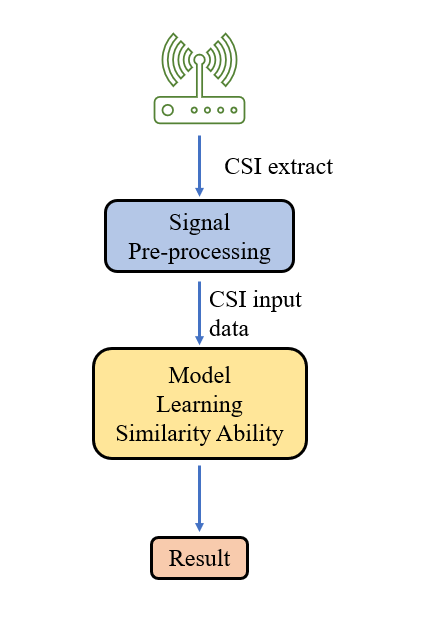 CSI extract
Signal
Pre-processing
CSI input
data
Model
Learning
Similarity Ability
Result